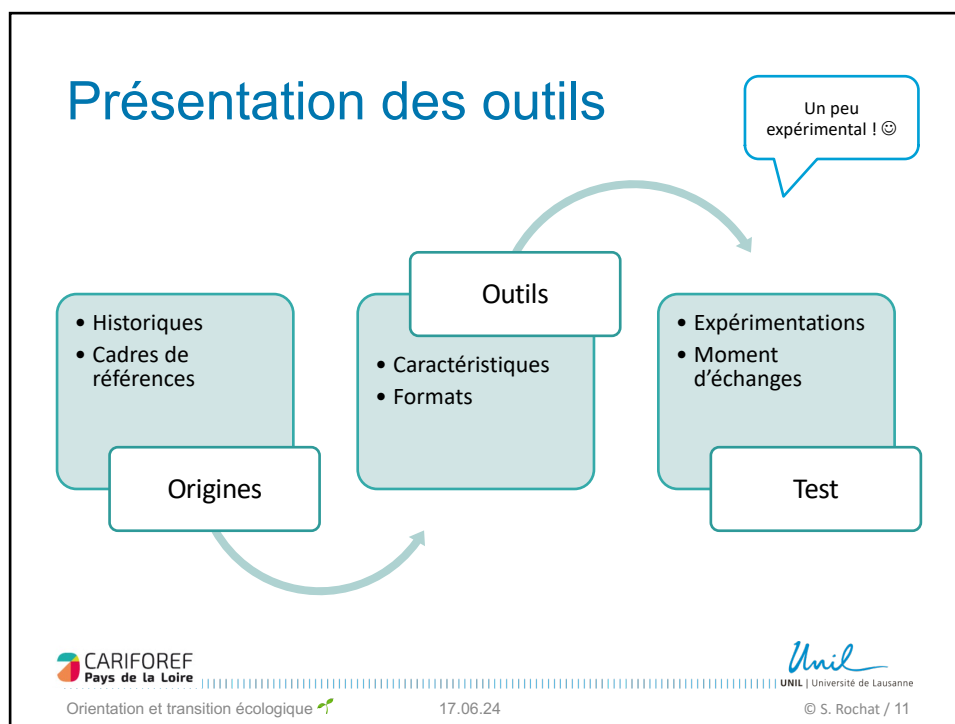 Présentation des outils
Un peu
expérimental ! ☺
• Historiques
• Cadres de
références
Origines
Outils
• Caractéristiques
• Formats
• Expérimentations
• Moment
d'échanges
Test
CARIFOREF
Pays de la Loire
Unil
UNIL | Université de Lausanne
Orientation et transition écologique
17.06.24
© S. Rochat / 11